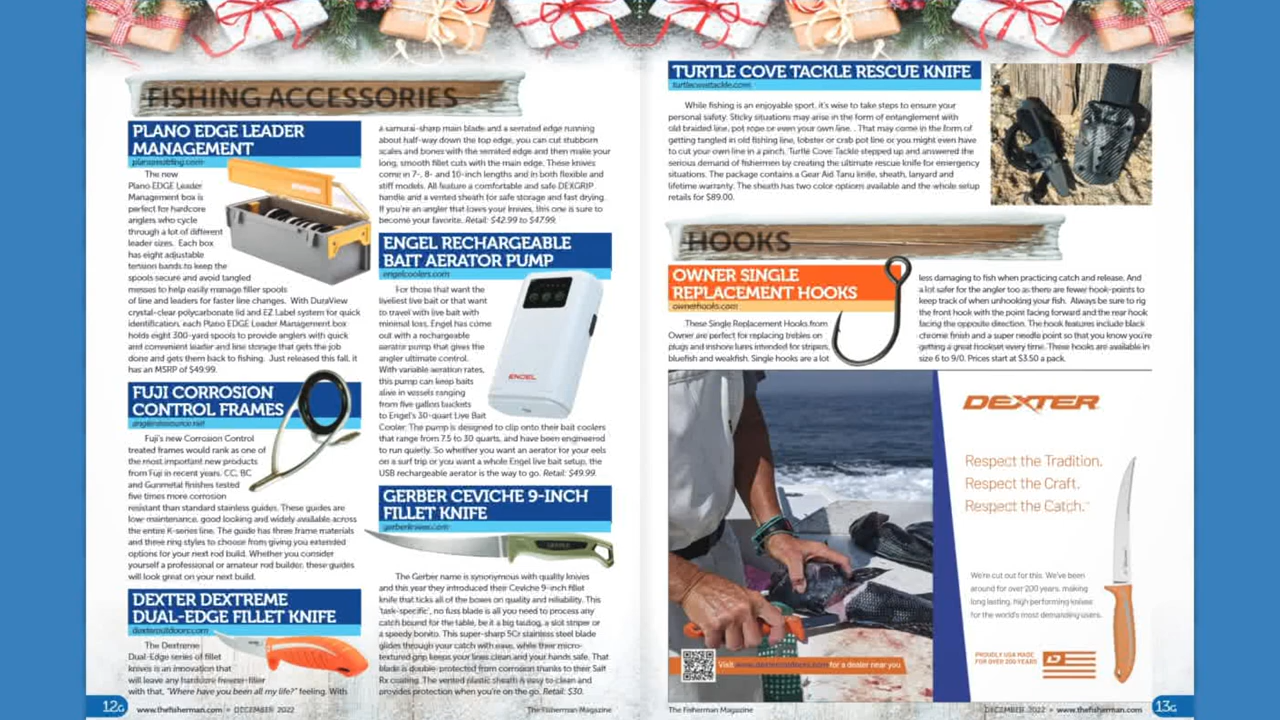 FISHING ACCESSORIES
PLANO EDGE LEADER
MANAGEMENT
planomolding.com
The new
Plano EDGE Leader
Management box is
perfect for hardcore
anglers who cycle
through a lot of different
leader sizes. Each box
has eight adjustable
tension bands to keep the
spools secure and avoid tangled
messes to help easily manage filler spools
of line and leaders for faster line changes. With DuraView
crystal-clear polycarbonate lid and EZ Label system for quick
identification, each Plano EDGE Leader Management box
holds eight 300-yard spools to provide anglers with quick
and convenient leader and line storage that gets the job
done and gets them back to fishing. Just released this fall, it
has an MSRP of $49.99.
FUJI CORROSION
CONTROL FRAMES
anglersresource.net
Fuji's new Corrosion Control
treated frames would rank as one of
the most important new products
from Fuji in recent years. CC, BC
and Gunmetal finishes tested
five times more corrosion
resistant than standard stainless guides. These guides are
low-maintenance, good looking and widely available across
the entire K-series line. The guide has three frame materials
and three ring styles to choose from giving you extended
options for your next rod build. Whether you consider
yourself a professional or amateur rod builder, these guides
will look great on your next build.
DEXTER DEXTREME
DUAL-EDGE FILLET KNIFE
dexteroutdoors.com
The Dextreme
Dual-Edge series of fillet
knives is an innovation that
will leave any hardcore freezer-filler
with that, "Where have you been all my life?" feeling. With
a samurai-sharp main blade and a serrated edge running
about half-way down the top edge, you can cut stubborn
scales and bones with the serrated edge and then make your
long, smooth fillet cuts with the main edge. These knives
come in 7-, 8- and 10-inch lengths and in both flexible and
stiff models. All feature a comfortable and safe DEXGRIP
handle and a vented sheath for safe storage and fast drying.
If you're an angler that loves your knives, this one is sure to
become your favorite. Retail: $42.99 to $47.99.
ENGEL RECHARGEABLE
BAIT AERATOR PUMP
engelcoolers.com
For those that want the
liveliest live bait or that want
to travel with live bait with
minimal loss, Engel has come
out with a rechargeable
aerator pump that gives the
angler ultimate control.
With variable aeration rates,
this pump can keep baits
alive in vessels ranging
from five gallon buckets
to Engel's 30-quart Live Bait
Cooler. The pump is designed to clip onto their bait coolers
that range from 7.5 to 30 quarts, and have been engineered
to run quietly. So whether you want an aerator for your eels
on a surf trip or you want a whole Engel live bait setup, the
USB rechargeable aerator is the way to go. Retail: $49.99.
ENGEL
GERBER CEVICHE 9-INCH
FILLET KNIFE
gerberknives.com
GERBER
The Gerber name is synonymous with quality knives
and this year they introduced their Ceviche 9-inch fillet
knife that ticks all of the boxes on quality and reliability. This
'task-specific', no fuss blade is all you need to process any
catch bound for the table, be it a big tautog, a slot striper or
a speedy bonito. This super-sharp 5Cr stainless steel blade
glides through your catch with ease, while their micro-
textured grip keeps your lines clean and your hands safe. That
blade is double-protected from corrosion thanks to their Salt
Rx coating. The vented plastic sheath is easy to clean and
provides protection when you're on the go. Retail: $30.
12G www.thefisherman.com • DECEMBER 2022 The Fisherman Magazine
TURTLE COVE TACKLE RESCUE KNIFE
turtlecovetackle.com
While fishing is an enjoyable sport, it's wise to take steps to ensure your
personal safety. Sticky situations may arise in the form of entanglement with
old braided line, pot rope or even your own line. . That may come in the form of
getting tangled in old fishing line, lobster or crab pot line or you might even have
to cut your own line in a pinch. Turtle Cove Tackle stepped up and answered the
serious demand of fishermen by creating the ultimate rescue knife for emergency
situations. The package contains a Gear Aid Tanu knife, sheath, lanyard and
lifetime warranty. The sheath has two color options available and the whole setup
retails for $89.00.
HOOKS
OWNER SINGLE
REPLACEMENT HOOKS
ownerhooks.com
These Single Replacement Hooks from
Owner are perfect for replacing trebles on
plugs and inshore lures intended for stripers,
bluefish and weakfish. Single hooks are a lot
less damaging to fish when practicing catch and release. And
a lot safer for the angler too as there are fewer hook-points to
keep track of when unhooking your fish. Always be sure to rig
the front hook with the point facing forward and the rear hook
facing the opposite direction. The hook features include black
chrome finish and a super needle point so that you know you're
getting a great hookset every time. These hooks are available in
size 6 to 9/0. Prices start at $3.50 a pack.
DEXTER
Respect the Tradition.
Respect the Craft.
Respect the Catch.™
We're cut out for this. We've been
around for over 200 years, making
long lasting, high performing knives
for the world's most demanding users.
PROUDLY USA MADE
FOR OVER 200 YEARS
Visit www.dexteroutdoors.com for a dealer near you
The Fisherman Magazine DECEMBER 2022 • www.thefisherman.com 13G